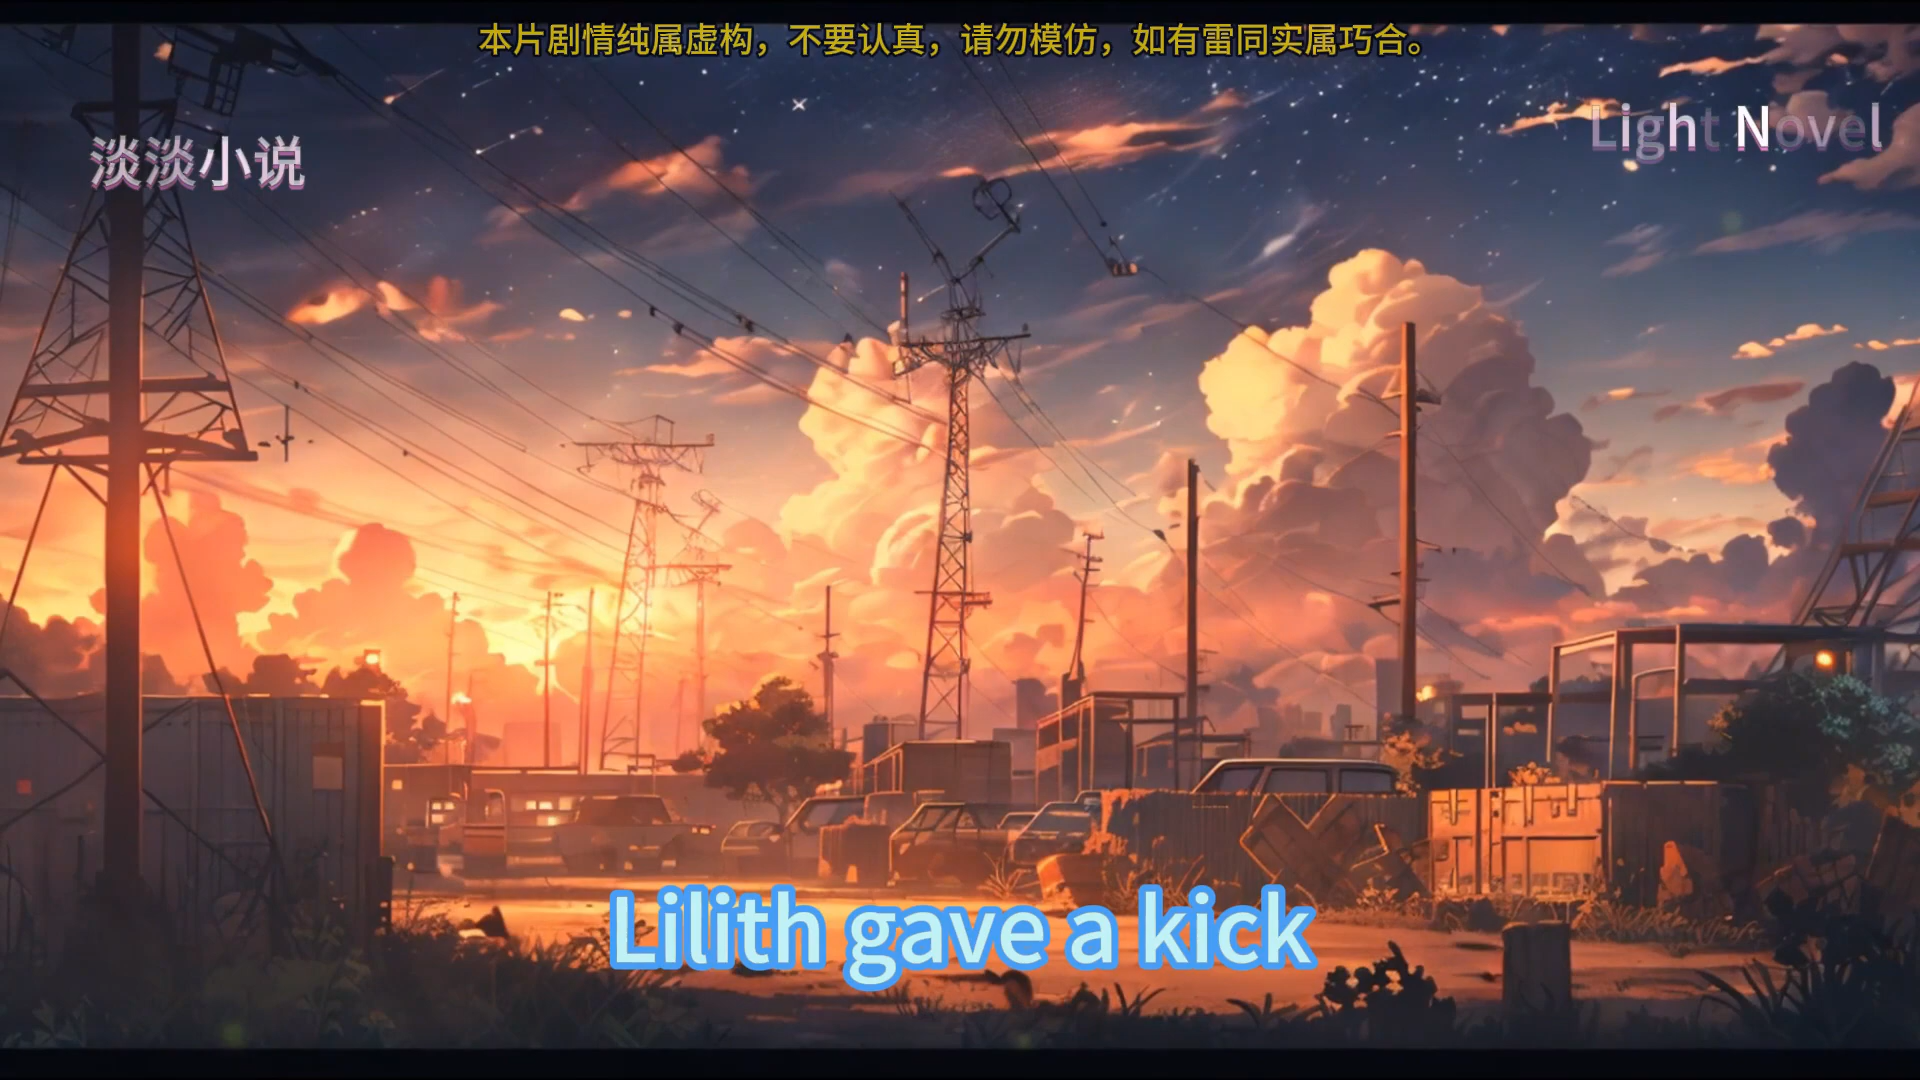 本片剧情纯属虚构，不要认真，请勿模仿，如有雷同实属巧合。
Light Novel
淡淡小说
Lilith gave a kick